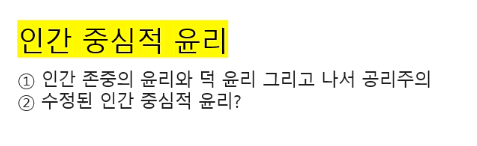 인간 중심적 윤리
① 인간 존중의 윤리와 덕 윤리 그리고 나서 공리주의
② 수정된 인간 중심적 윤리?